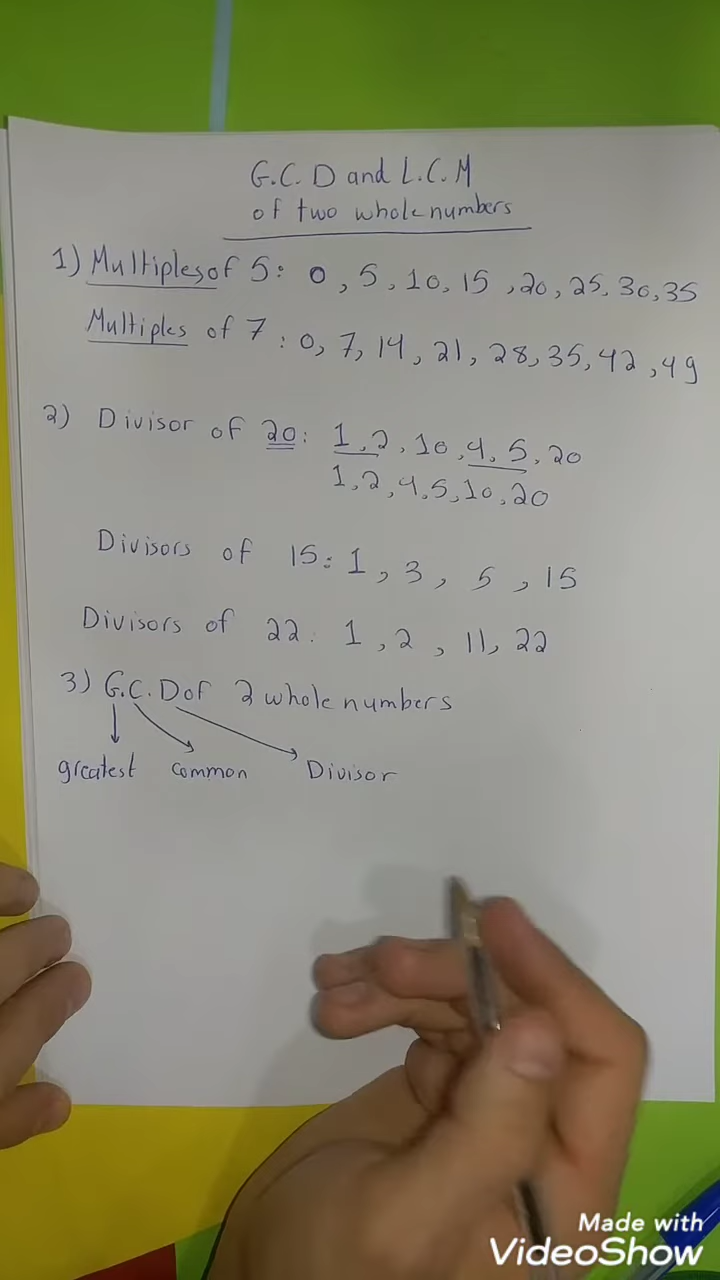 G.C.D and L.C.M
of two whole numbers
1) Multiples of 5: 0, 5, 10, 15, 20, 25, 30, 35
Multiples of 7: 0, 7, 14, 21, 28, 35, 42, 49
2) Divisor of 20: 1, 2, 10, 4, 5, 20
1, 2, 4, 5, 10, 20
Divisors of 15: 1, 3, 5, 15
Divisors of 22: 1, 2, 11, 22
3) G.C.D of 2 whole numbers
greatest common Divisor
Made with
VideoShow